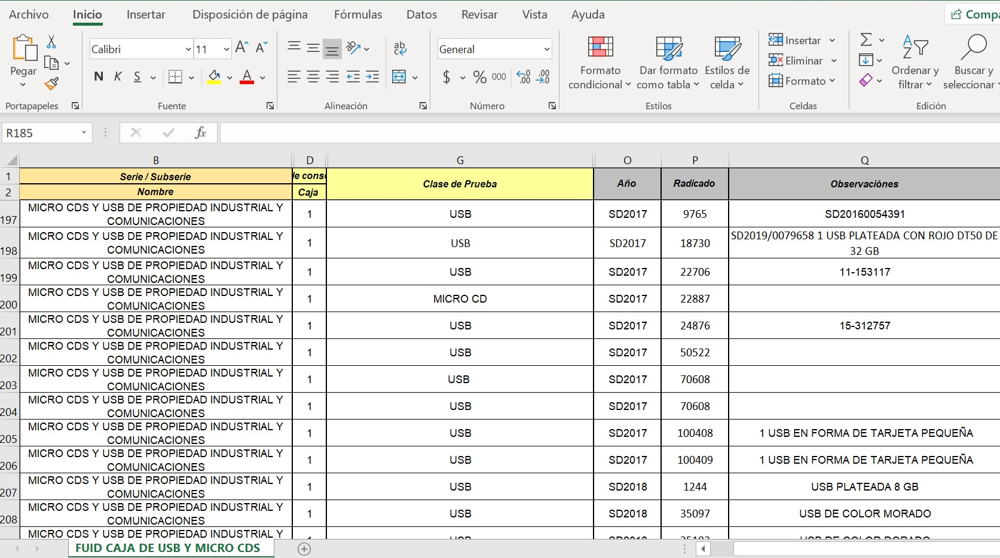 Archivo Inicio Insertar Disposición de página Fórmulas Datos Revisar Vista Ayuda
Calibri 11 General
Pegar
N K S A
ab
$ % 000
Formato condicional
Dar formato como tabla
Estilos de celda
Insertar
Eliminar
Formato
Ordenar y filtrar
Buscar y seleccionar
Portapapeles Fuente Alineación Número Estilos Celdas Edición
R185 fx
B D G O P Q
1 Serie / Subserie Clase de Prueba Año Radicado Observaciónes
2 Nombre Caja
197 MICRO CDS Y USB DE PROPIEDAD INDUSTRIAL Y
COMUNICACIONES 1 USB SD2017 9765 SD20160054391
198 MICRO CDS Y USB DE PROPIEDAD INDUSTRIAL Y
COMUNICACIONES 1 USB SD2017 18730 SD2019/0079658 1 USB PLATEADA CON ROJO DT50 DE
32 GB
199 MICRO CDS Y USB DE PROPIEDAD INDUSTRIAL Y
COMUNICACIONES 1 USB SD2017 22706 11-153117
200 MICRO CDS Y USB DE PROPIEDAD INDUSTRIAL Y
COMUNICACIONES 1 MICRO CD SD2017 22887
201 MICRO CDS Y USB DE PROPIEDAD INDUSTRIAL Y
COMUNICACIONES 1 USB SD2017 24876 15-312757
202 MICRO CDS Y USB DE PROPIEDAD INDUSTRIAL Y
COMUNICACIONES 1 USB SD2017 50522
203 MICRO CDS Y USB DE PROPIEDAD INDUSTRIAL Y
COMUNICACIONES 1 USB SD2017 70608
204 MICRO CDS Y USB DE PROPIEDAD INDUSTRIAL Y
COMUNICACIONES 1 USB SD2017 70608
205 MICRO CDS Y USB DE PROPIEDAD INDUSTRIAL Y
COMUNICACIONES 1 USB SD2017 100408 1 USB EN FORMA DE TARJETA PEQUEÑA
206 MICRO CDS Y USB DE PROPIEDAD INDUSTRIAL Y
COMUNICACIONES 1 USB SD2017 100409 1 USB EN FORMA DE TARJETA PEQUEÑA
207 MICRO CDS Y USB DE PROPIEDAD INDUSTRIAL Y
COMUNICACIONES 1 USB SD2018 1244 USB PLATEADA 8 GB
208 MICRO CDS Y USB DE PROPIEDAD INDUSTRIAL Y
COMUNICACIONES 1 USB SD2018 35097 USB DE COLOR MORADO
MICRO CDS Y USB DE PROPIEDAD INDUSTRIAL Y
FUID CAJA DE USB Y MICRO CDS